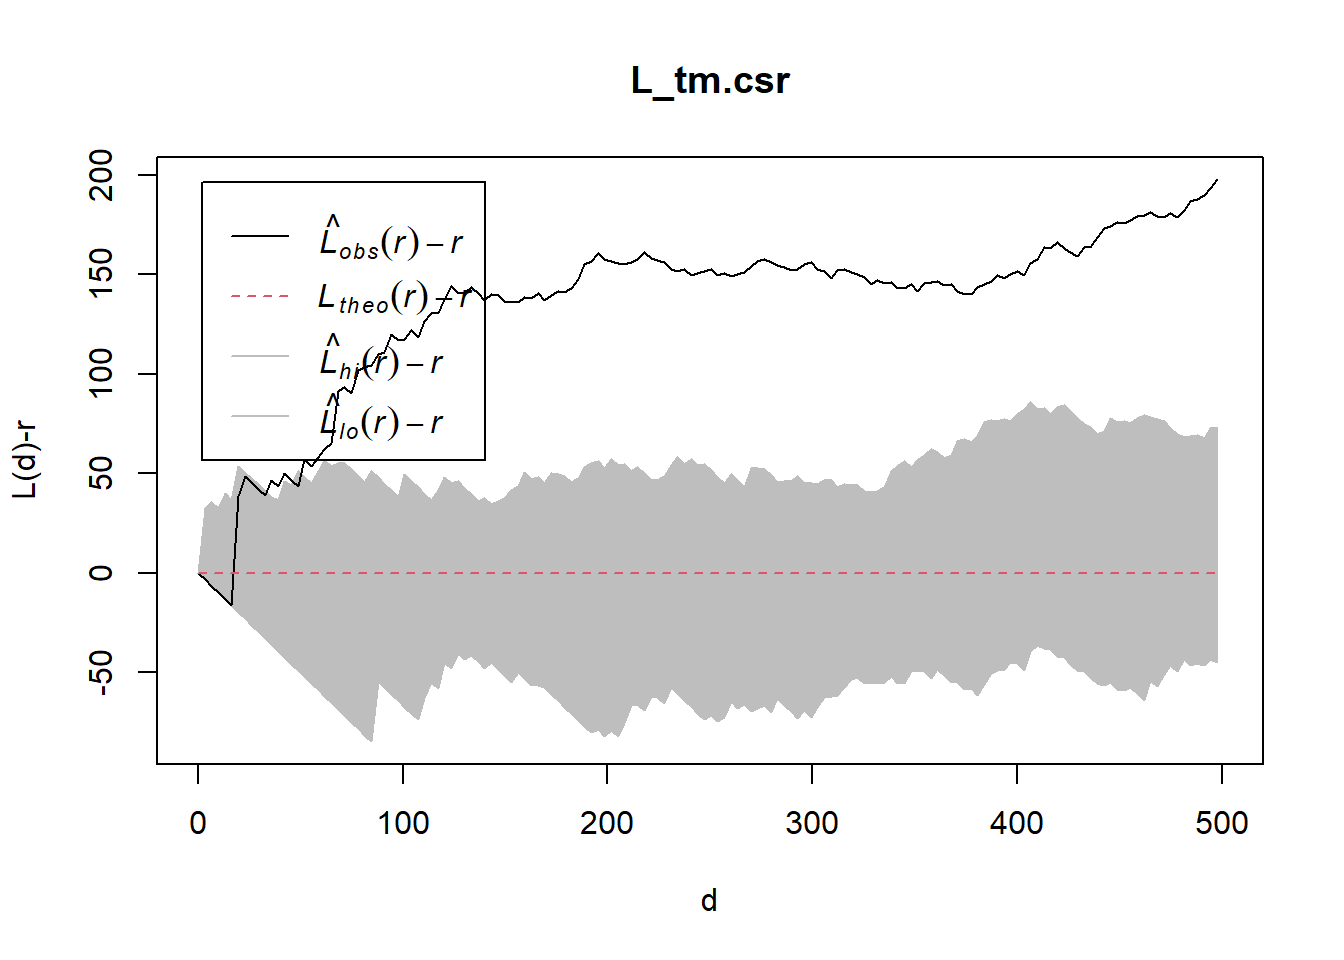 L_tm.csr
200
150
100
50
0
-50
L(d)-r
L̂obs(r) − r
Ltheo(r) − r
L̂hi(r) − r
L̂lo(r) − r
0 100 200 300 400 500
d